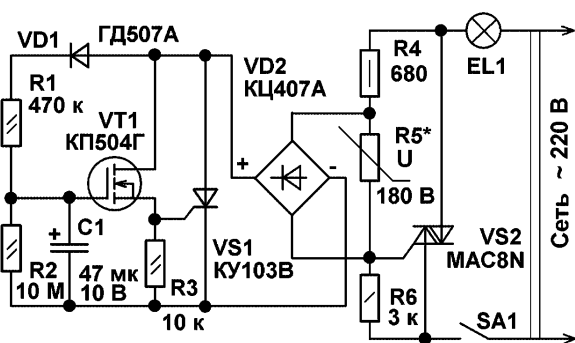 VD1
ГД507А
R1
470 к
VT1
КП504Г
VD2
КЦ407А
R4
680
EL1
R5*
U
180 В
+
-
+
C1
47 мк
10 В
R2
10 М
R3
10 к
VS1
КУ103В
VS2
MAC8N
R6
3 к
SA1
Сеть ~ 220 В